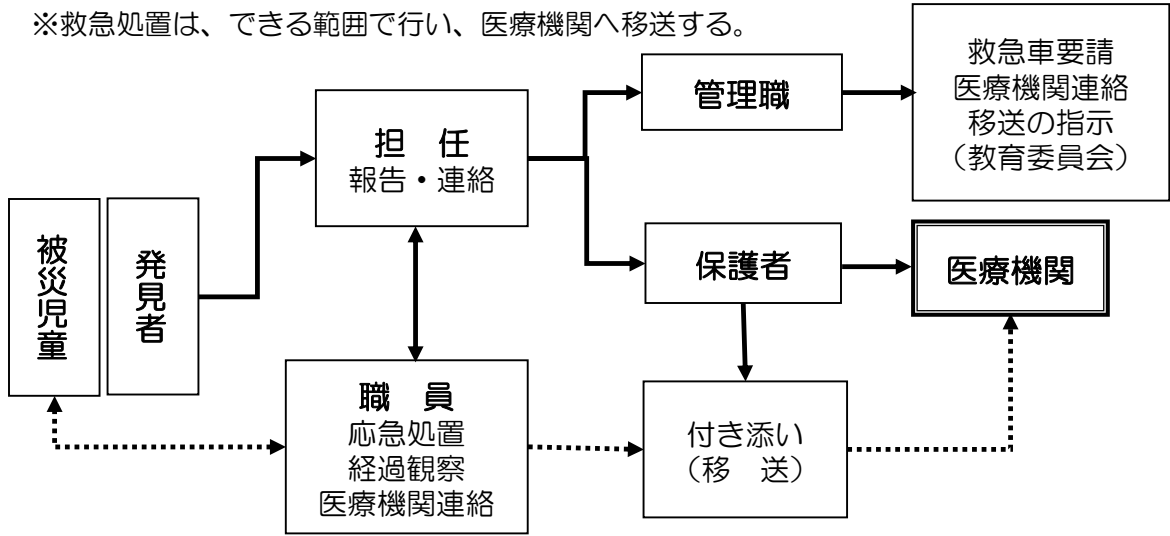 ※救急処置は、できる範囲で行い、医療機関へ移送する。
被災児童
発見者
担　任
報告・連絡
職　員
応急処置
経過観察
医療機関連絡
管理職
救急車要請
医療機関連絡
移送の指示
（教育委員会）
保護者
医療機関
付き添い
（移　送）